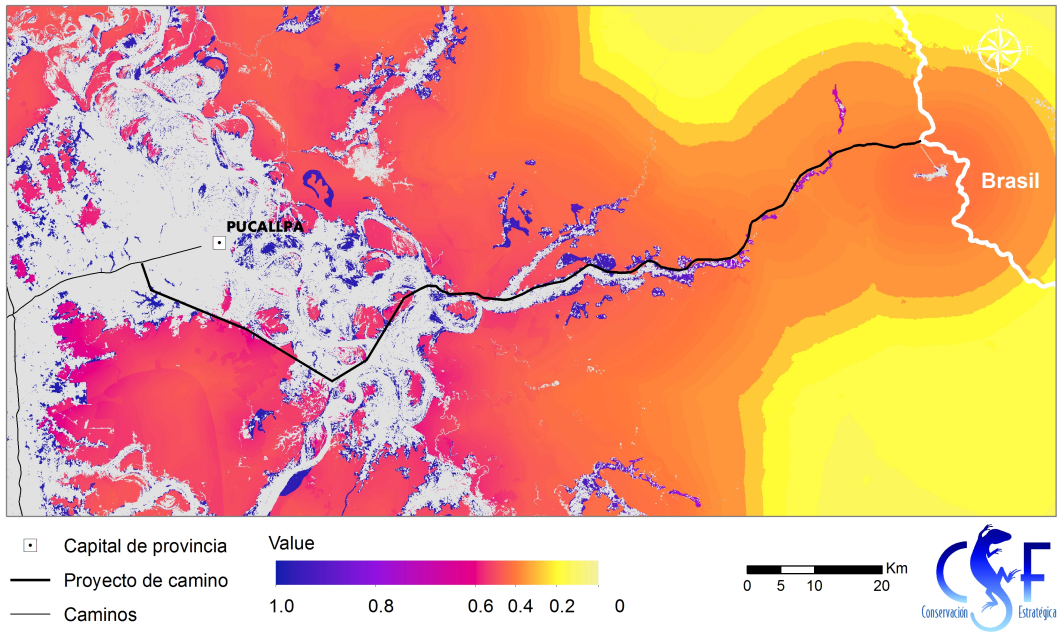 N
W E
S
Brasil
PUCALLPA
Capital de provincia
Proyecto de camino
Caminos
Value
1.0 0.8 0.6 0.4 0.2 0
Km
0 5 10 20
CSF
Conservación Estratégica